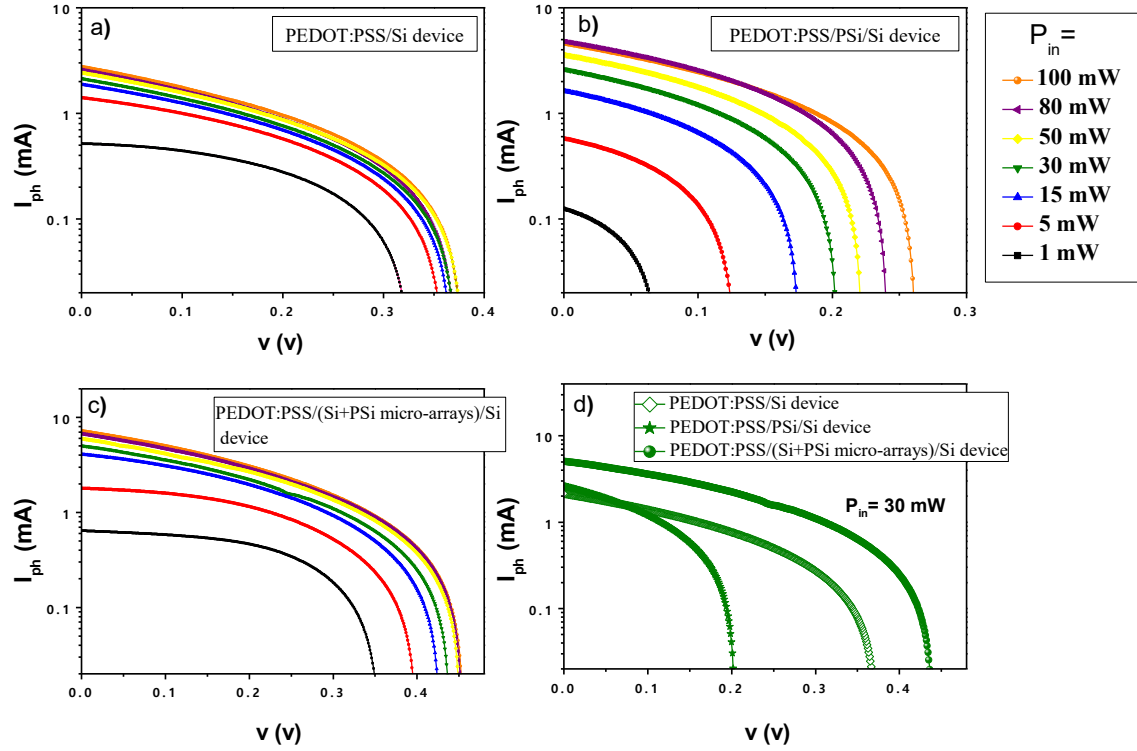 a)
PEDOT:PSS/Si device
10
1
0.1
I_ph (mA)
0.0 0.1 0.2 0.3 0.4
v (v)
b)
PEDOT:PSS/PSi/Si device
10
1
0.1
I_ph (mA)
0.0 0.1 0.2 0.3
v (v)
P_in=
100 mW
80 mW
50 mW
30 mW
15 mW
5 mW
1 mW
c)
PEDOT:PSS/(Si+PSi micro-arrays)/Si
device
10
1
0.1
I_ph (mA)
0.0 0.1 0.2 0.3 0.4
v (v)
d)
PEDOT:PSS/Si device
PEDOT:PSS/PSi/Si device
PEDOT:PSS/(Si+PSi micro-arrays)/Si device
P_in= 30 mW
10
1
0.1
I_ph (mA)
0.0 0.1 0.2 0.3 0.4
v (v)